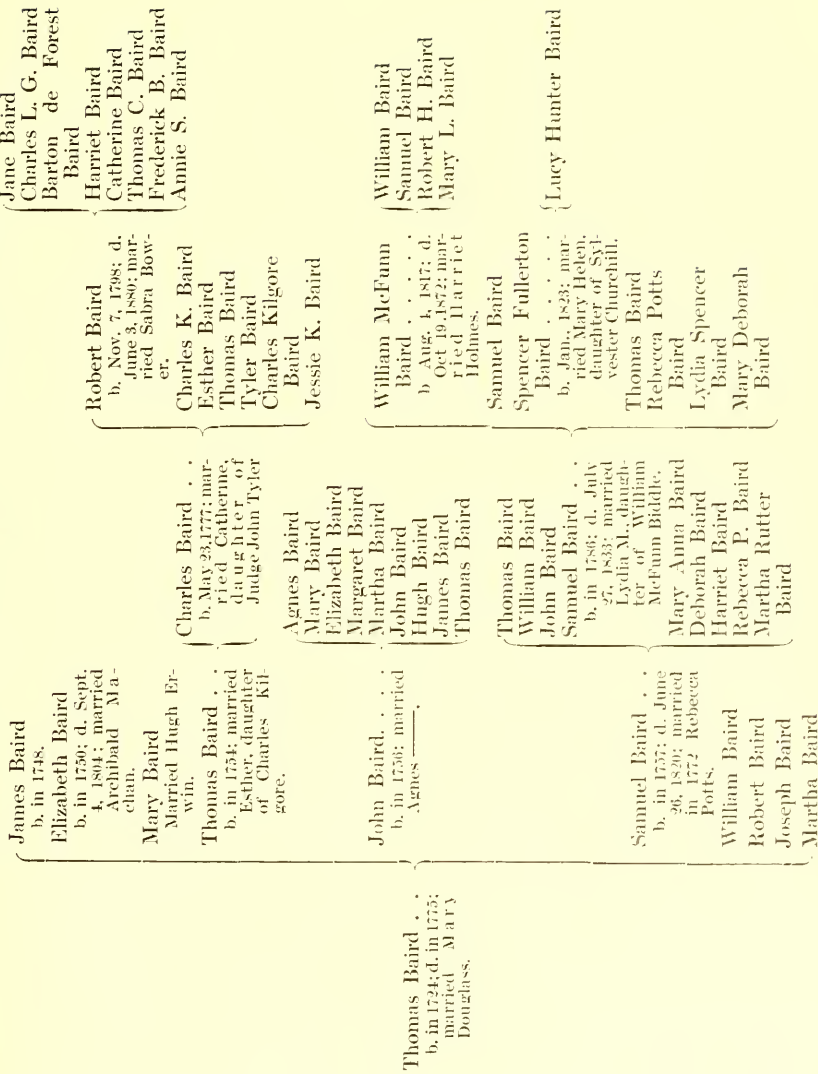 Thomas Baird . .
b. in 1724; d. in 1775;
married Mary
Douglass.
James Baird
b. in 1748.
Elizabeth Baird
b. in 1750; d. Sept.
4, 1804; married
Archibald Ma-
chan.
Mary Baird
Married Hugh Er-
win.
Thomas Baird . .
b. in 1754; married
Esther, daughter
of Charles Kil-
gore.
John Baird. . . .
b. in 1756; married
Agnes ———.
Samuel Baird . .
b. in 1757; d. June
26, 1820; married
in 1772 Rebecca
Potts.
William Baird
Robert Baird
Joseph Baird
Martha Baird
Charles Baird . .
b. May 23, 1777; mar-
ried Catherine,
daughter of
Judge John Tyler
Agnes Baird
Mary Baird
Elizabeth Baird
Margaret Baird
Martha Baird
John Baird
Hugh Baird
James Baird
Thomas Baird
Thomas Baird
William Baird
John Baird
Samuel Baird . .
b. in 1786; d. July
27, 1833; married
Lydia M., daugh-
ter of William
McFunn Biddle.
Mary Anna Baird
Deborah Baird
Harriet Baird
Rebecca P. Baird
Martha Rutter
Baird
Robert Baird
b. Nov. 7, 1798; d.
June 3, 1880; mar-
ried Sabra Bow-
er.
Charles K. Baird
Esther Baird
Thomas Baird
Tyler Baird
Charles Kilgore
Baird
Jessie K. Baird
William McFunn
Baird . . . . . .
b Aug. 4, 1817; d.
Oct 19, 1872; mar-
ried Harriet
Holmes.
Samuel Baird
Spencer Fullerton
Baird . . . . . .
b. Jan., 1823; mar-
ried Mary Helen,
daughter of Syl-
vester Churchill.
Thomas Baird
Rebecca Potts
Baird
Lydia Spencer
Baird
Mary Deborah
Baird
Jane Baird
Charles L. G. Baird
Barton de Forest
Baird
Harriet Baird
Catherine Baird
Thomas C. Baird
Frederick B. Baird
Annie S. Baird
William Baird
Samuel Baird
Robert H. Baird
Mary L. Baird
Lucy Hunter Baird